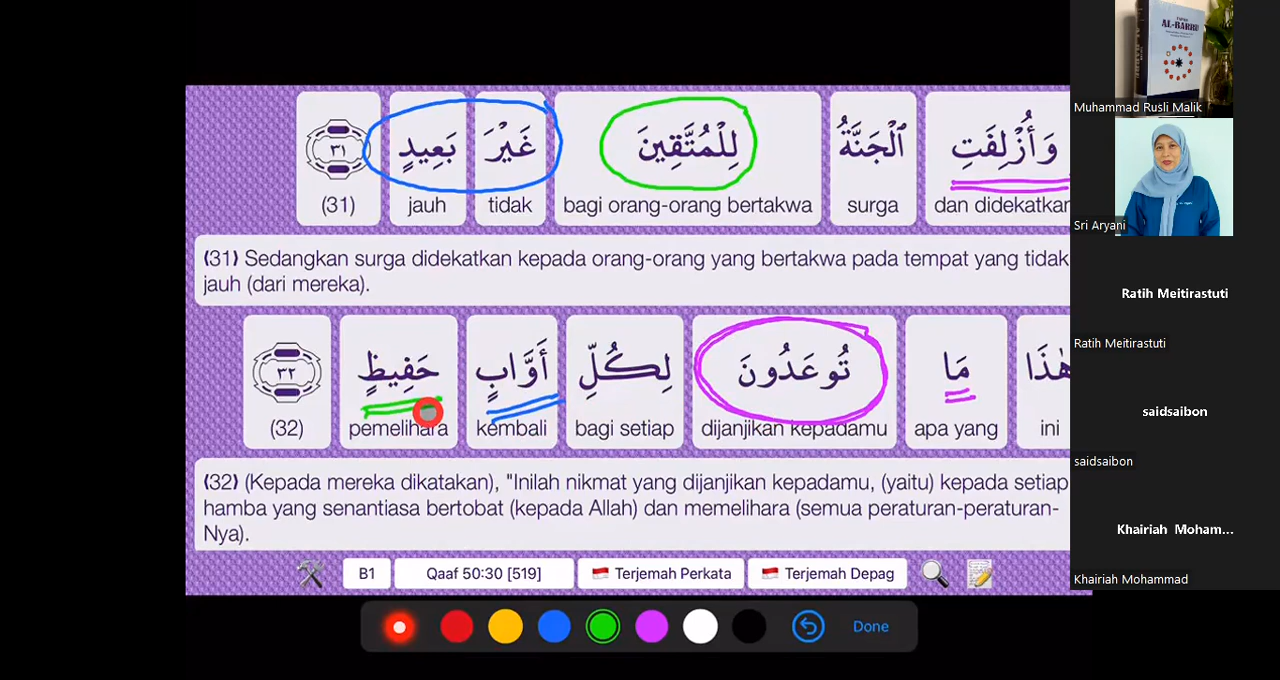 وَأُزْلِفَتِ ٱلْجَنَّةُ لِلْمُتَّقِينَ غَيْرَ بَعِيدٍ ٣١
dan didekatkan surga bagi orang-orang bertakwa tidak jauh (31)
(31) Sedangkan surga didekatkan kepada orang-orang yang bertakwa pada tempat yang tidak
jauh (dari mereka).
هَٰذَا مَا تُوعَدُونَ لِكُلِّ أَوَّابٍ حَفِيظٍ ٣٢
ini apa yang dijanjikan kepadamu bagi setiap kembali pemelihara (32)
(32) (Kepada mereka dikatakan), "Inilah nikmat yang dijanjikan kepadamu, (yaitu) kepada setiap
hamba yang senantiasa bertobat (kepada Allah) dan memelihara (semua peraturan-peraturan-
Nya).
B1 Qaaf 50:30 [519] Terjemah Perkata Terjemah Depag
Done
AL-BARRU
Muhammad Rusli Malik
Sri Aryani
Ratih Meitirastuti
Ratih Meitirastuti
saidsaibon
saidsaibon
Khairiah Moham...
Khairiah Mohammad